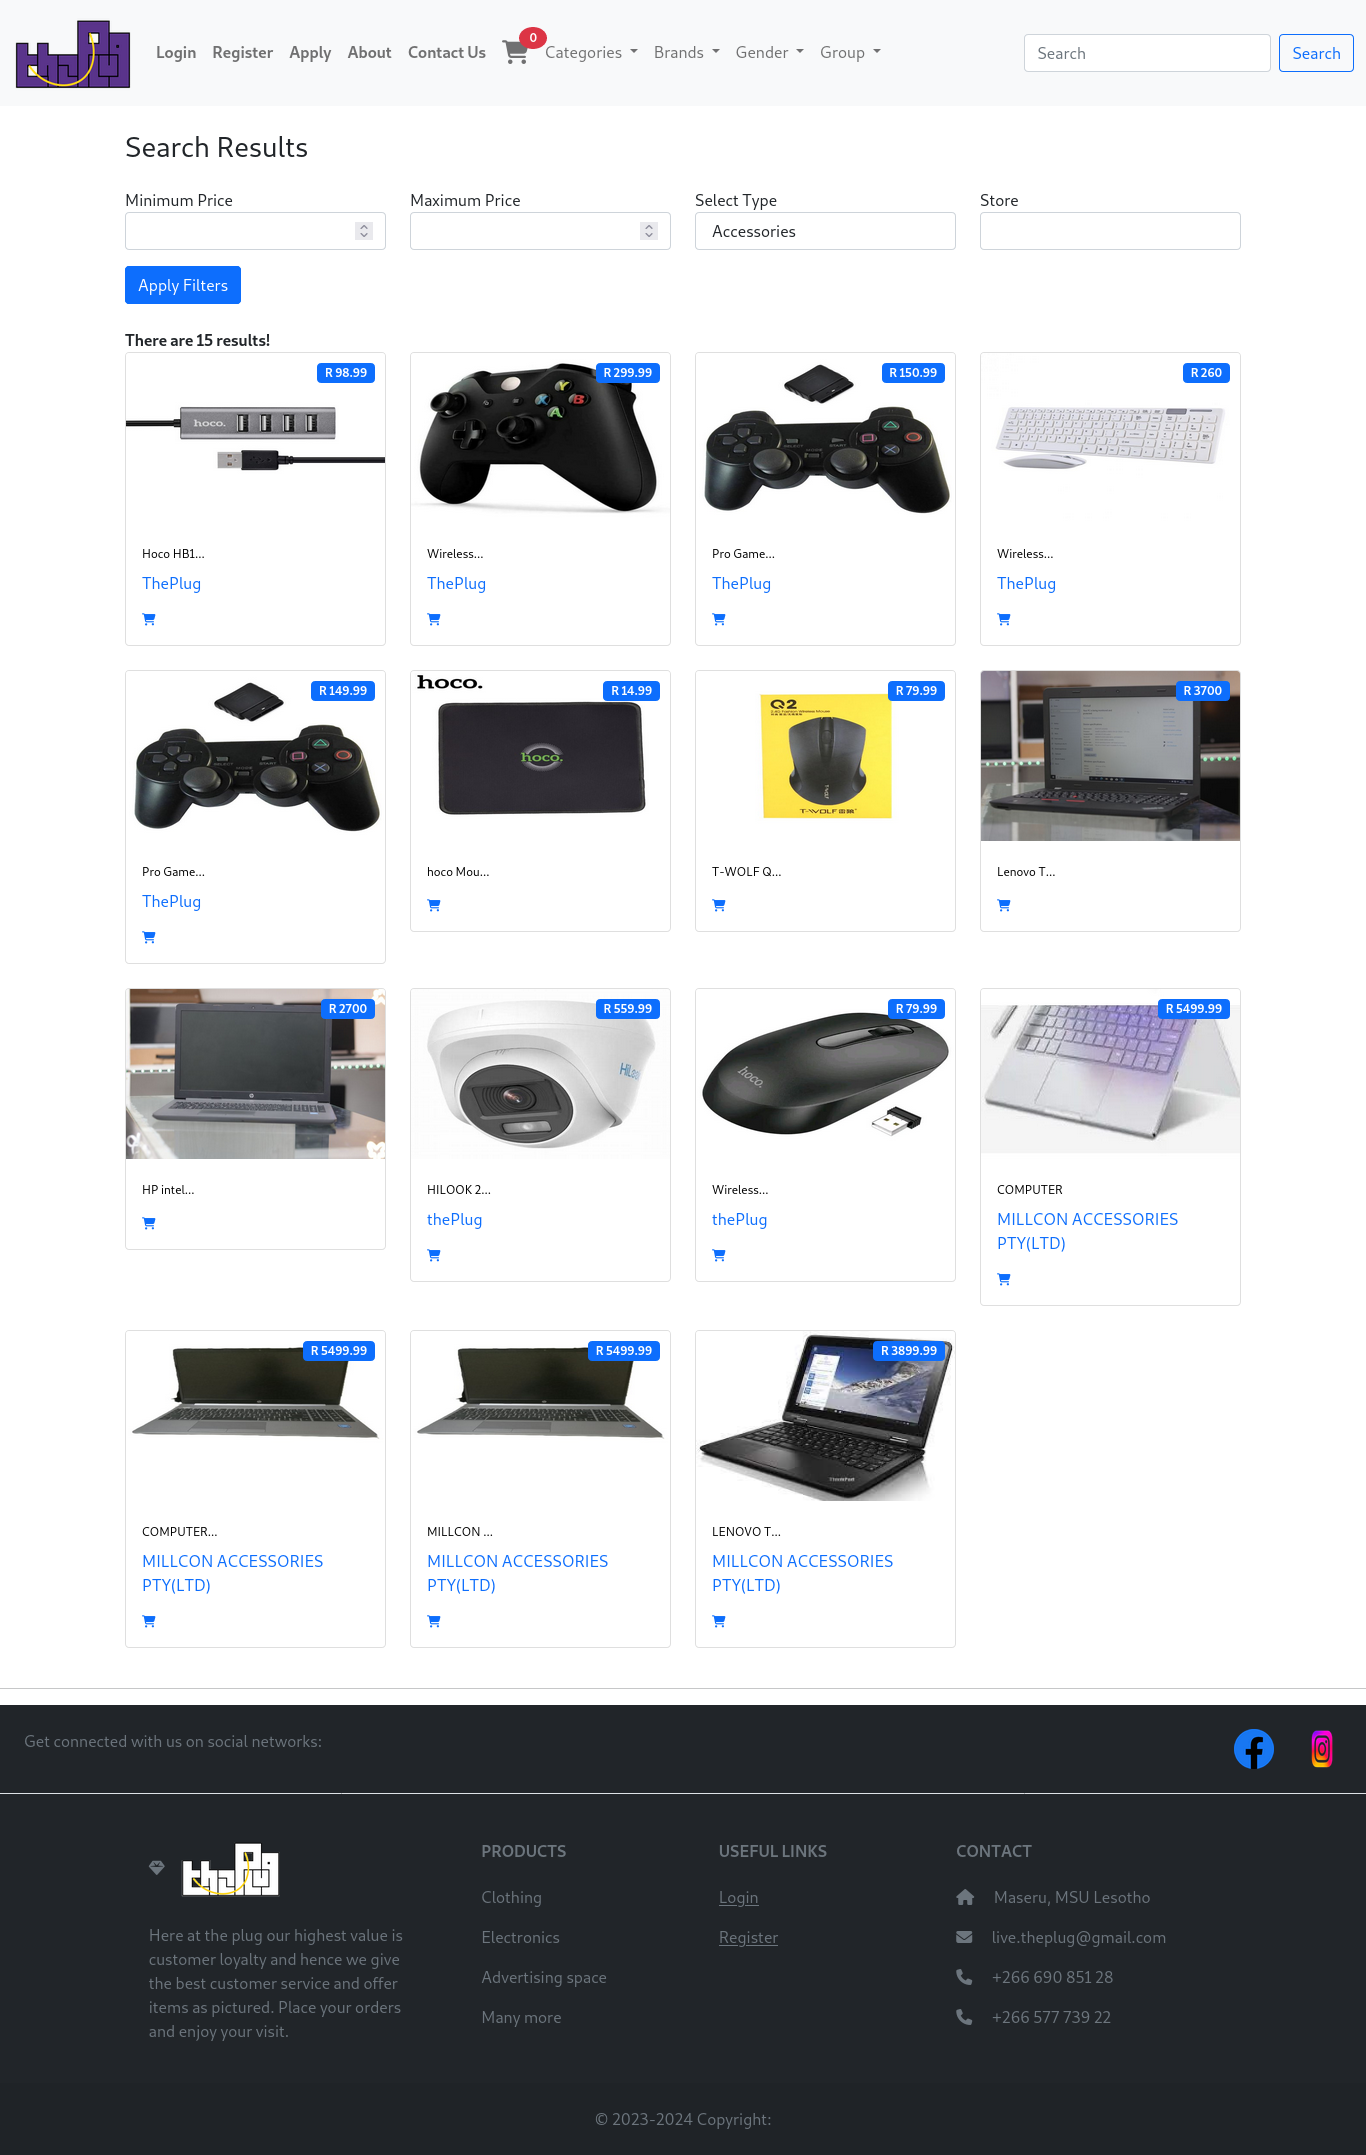 Login Register Apply About Contact Us 0 Categories Brands Gender Group Search Search
Search Results
Minimum Price Maximum Price Select Type Store
Accessories
Apply Filters
There are 15 results!
R 98.99 R 299.99 R 150.99 R 260
hoco.
Y
X B
A
SELECT START
MODE
Hoco HB1... Wireless... Pro Game... Wireless...
ThePlug ThePlug ThePlug ThePlug
R 149.99 R 14.99 R 79.99 R 3700
hoco.
Q2
hoco.
SELECT START
MODE
T-WOLF
Pro Game... hoco Mou... T-WOLF Q... Lenovo T...
ThePlug
R 2700 R 559.99 R 79.99 R 5499.99
hoco.
HP intel... HILOOK 2... Wireless... COMPUTER
thePlug thePlug MILLCON ACCESSORIES
PTY(LTD)
R 5499.99 R 5499.99 R 3899.99
ThinkPad
COMPUTER... MILLCON ... LENOVO T...
MILLCON ACCESSORIES MILLCON ACCESSORIES MILLCON ACCESSORIES
PTY(LTD) PTY(LTD) PTY(LTD)
Get connected with us on social networks:
PRODUCTS USEFUL LINKS CONTACT
Clothing Login Maseru, MSU Lesotho
Here at the plug our highest value is
customer loyalty and hence we give
the best customer service and offer
items as pictured. Place your orders
and enjoy your visit.
Electronics Register live.theplug@gmail.com
Advertising space +266 690 851 28
Many more +266 577 739 22
© 2023-2024 Copyright: